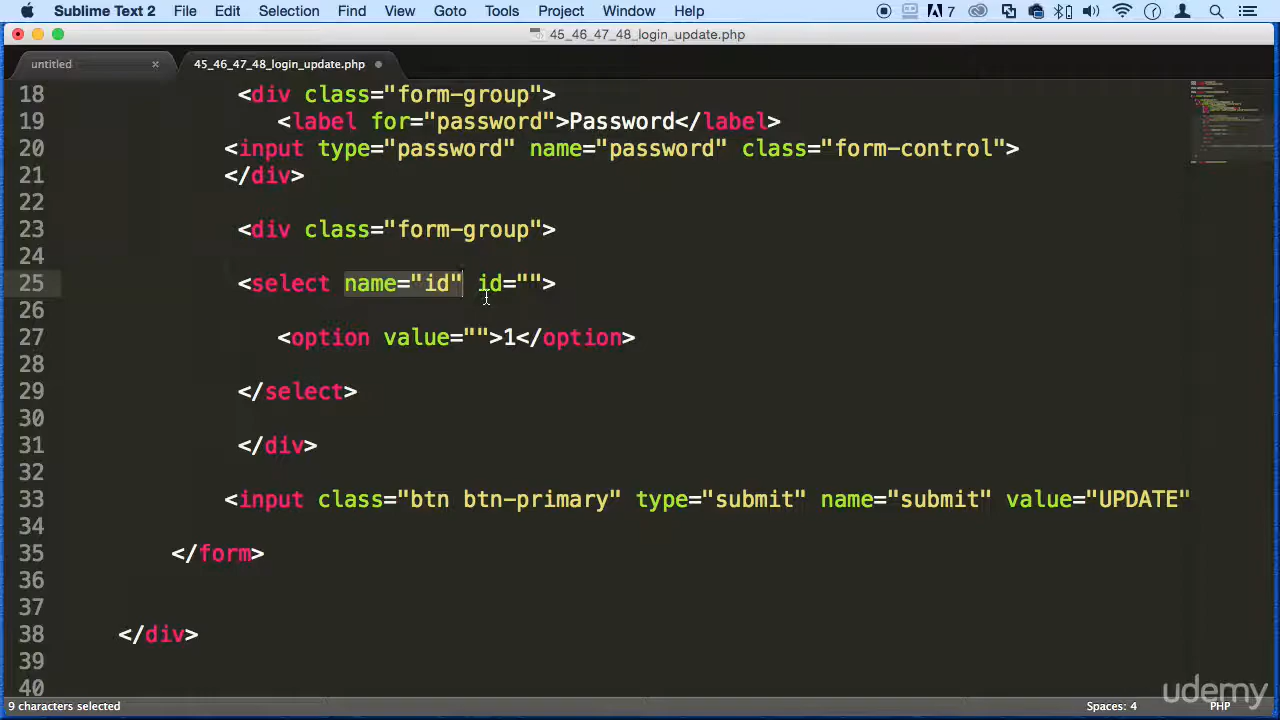 Sublime Text 2 File Edit Selection Find View Goto Tools Project Window Help 7
45_46_47_48_login_update.php
untitled × 45_46_47_48_login_update.php
18 <div class="form-group">
19 <label for="password">Password</label>
20 <input type="password" name="password" class="form-control">
21 </div>
22
23 <div class="form-group">
24
25 <select name="id" id="">
26
27 <option value="">1</option>
28
29 </select>
30
31 </div>
32
33 <input class="btn btn-primary" type="submit" name="submit" value="UPDATE"
34
35 </form>
36
37
38 </div>
39
40
udemy
9 characters selected Spaces: 4 PHP